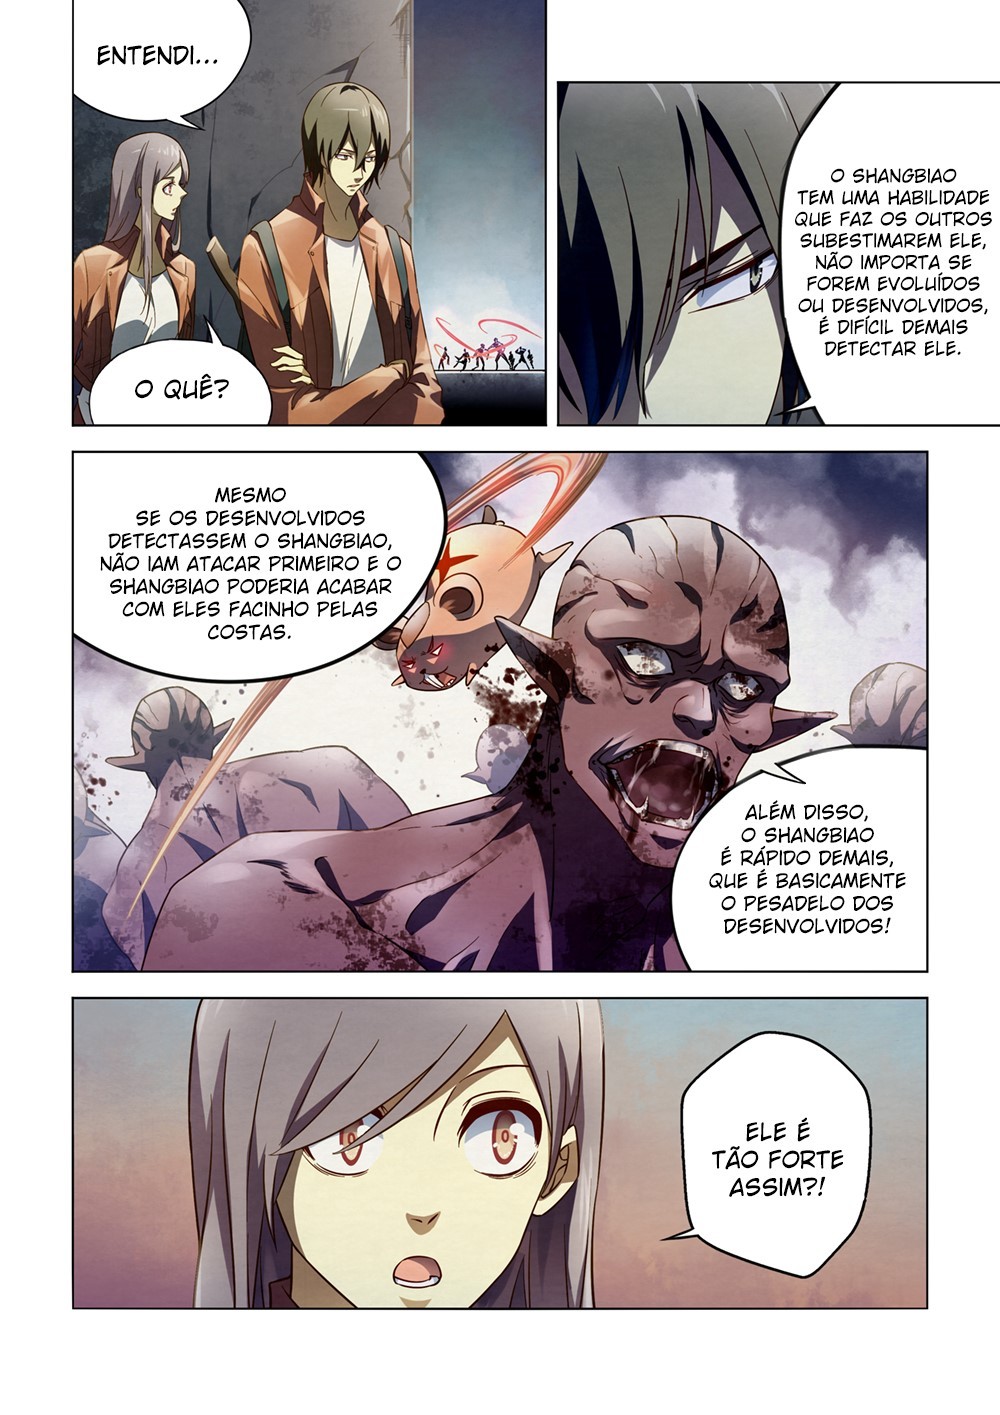 ENTENDI...
O QUÊ?
O SHANGBIAO
TEM UMA HABILIDADE
QUE FAZ OS OUTROS
SUBESTIMAREM ELE,
NÃO IMPORTA SE
FOREM EVOLUÍDOS
OU DESENVOLVIDOS,
É DIFÍCIL DEMAIS
DETECTAR ELE.
MESMO
SE OS DESENVOLVIDOS
DETECTASSEM O SHANGBIAO,
NÃO IAM ATACAR PRIMEIRO E O
SHANGBIAO PODERIA ACABAR
COM ELES FACINHO PELAS
COSTAS.
ALÉM DISSO,
O SHANGBIAO
É RÁPIDO DEMAIS,
QUE É BASICAMENTE
O PESADELO DOS
DESENVOLVIDOS!
ELE É
TÃO FORTE
ASSIM?!